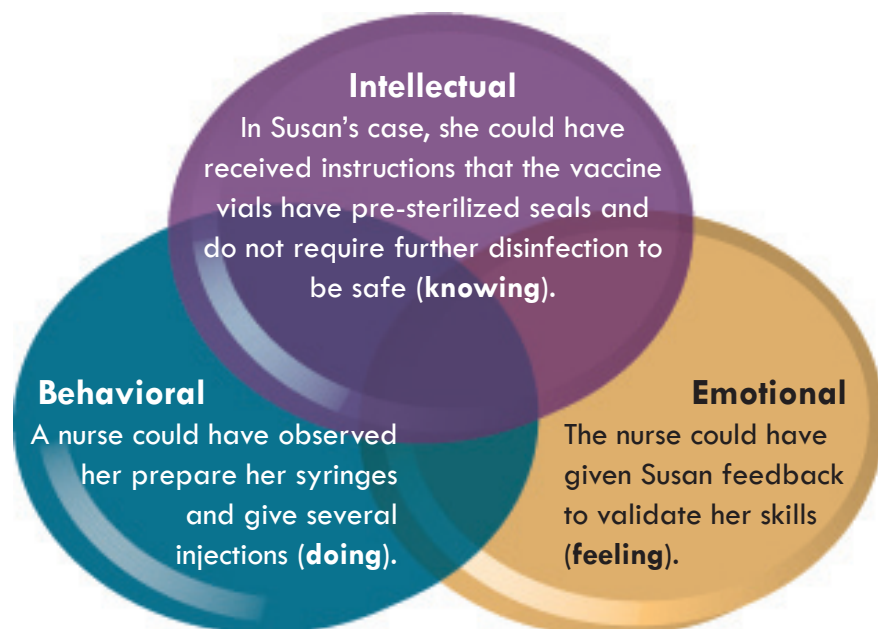 Intellectual
In Susan’s case, she could have
received instructions that the vaccine
vials have pre-sterilized seals and
do not require further disinfection to
be safe (knowing).
Behavioral
A nurse could have observed
her prepare her syringes
and give several
injections (doing).
Emotional
The nurse could have
given Susan feedback
to validate her skills
(feeling).